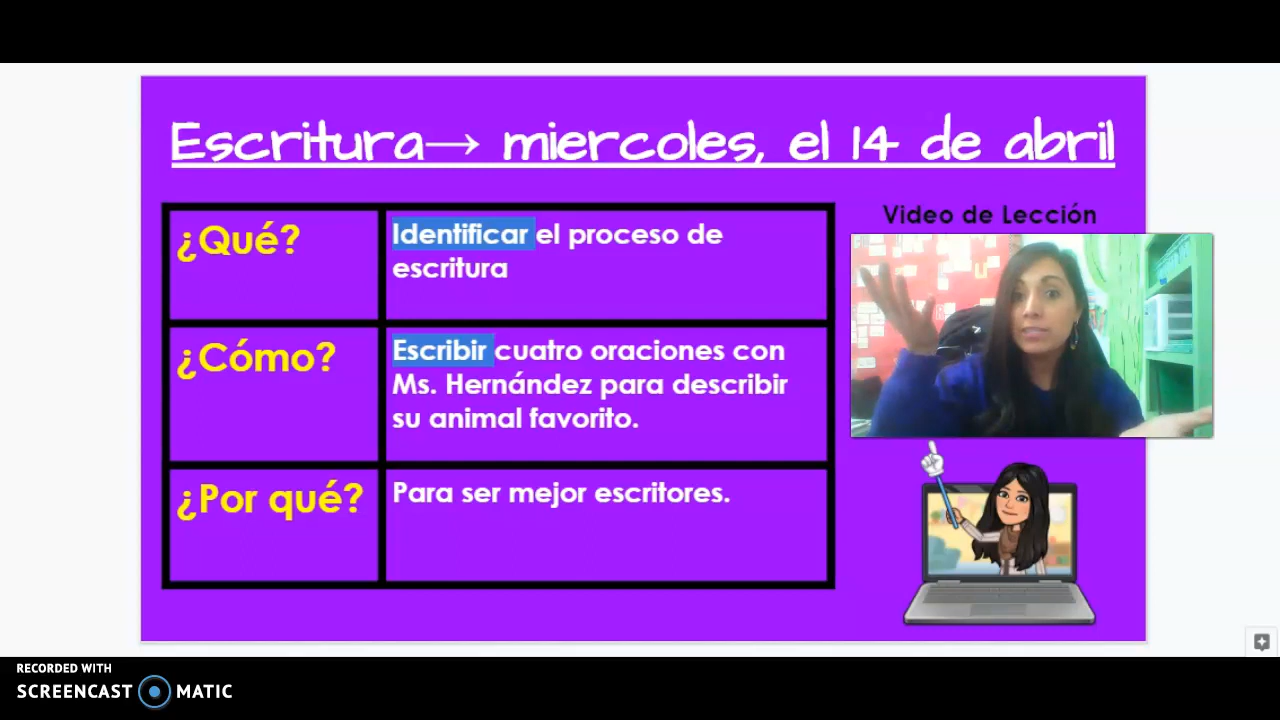 Escritura→ miercoles, el 14 de abril
¿Qué?
Identificar el proceso de
escritura
¿Cómo?
Escribir cuatro oraciones con
Ms. Hernández para describir
su animal favorito.
¿Por qué?
Para ser mejor escritores.
Video de Lección
RECORDED WITH
SCREENCAST MATIC